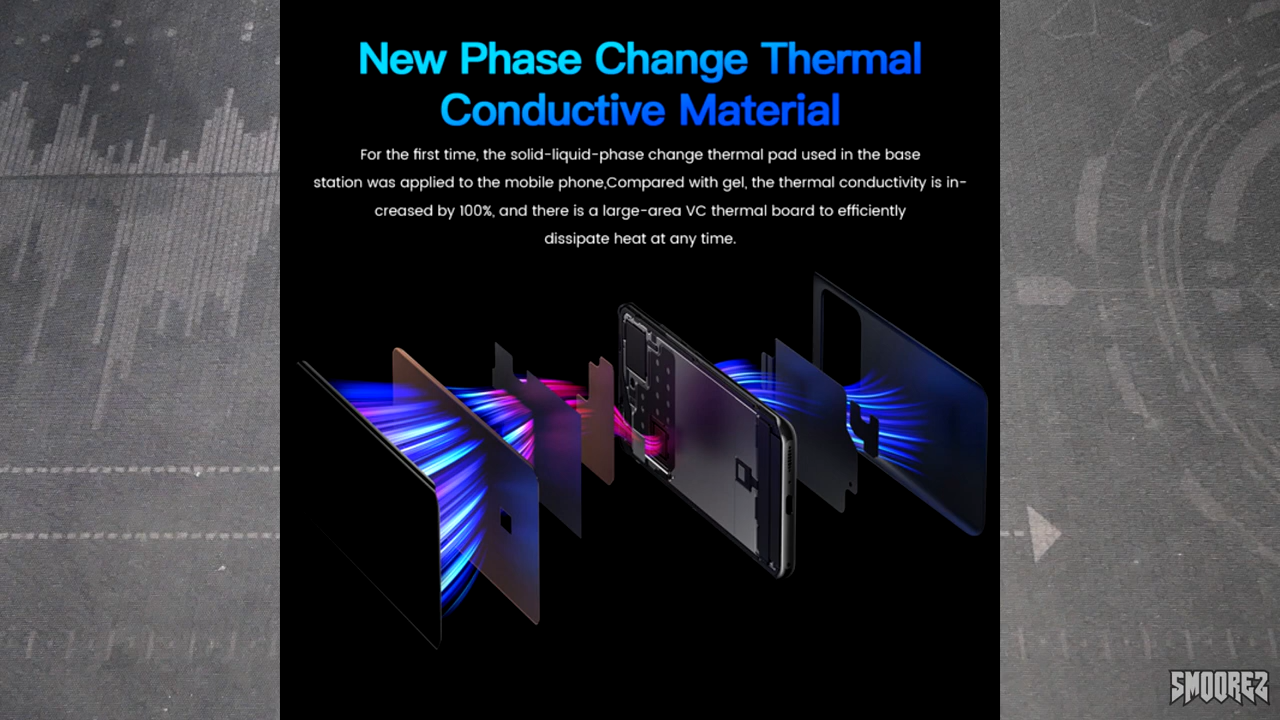 New Phase Change Thermal
Conductive Material
For the first time, the solid-liquid-phase change thermal pad used in the base
station was applied to the mobile phone,Compared with gel, the thermal conductivity is in-
creased by 100%, and there is a large-area VC thermal board to efficiently
dissipate heat at any time.
SMOOREZ